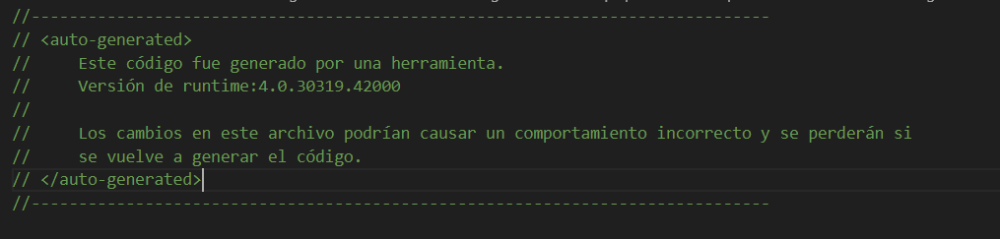 //------------------------------------------------------------------------------
// <auto-generated>
//     Este código fue generado por una herramienta.
//     Versión de runtime:4.0.30319.42000
//
//     Los cambios en este archivo podrían causar un comportamiento incorrecto y se perderán si
//     se vuelve a generar el código.
// </auto-generated>
//------------------------------------------------------------------------------